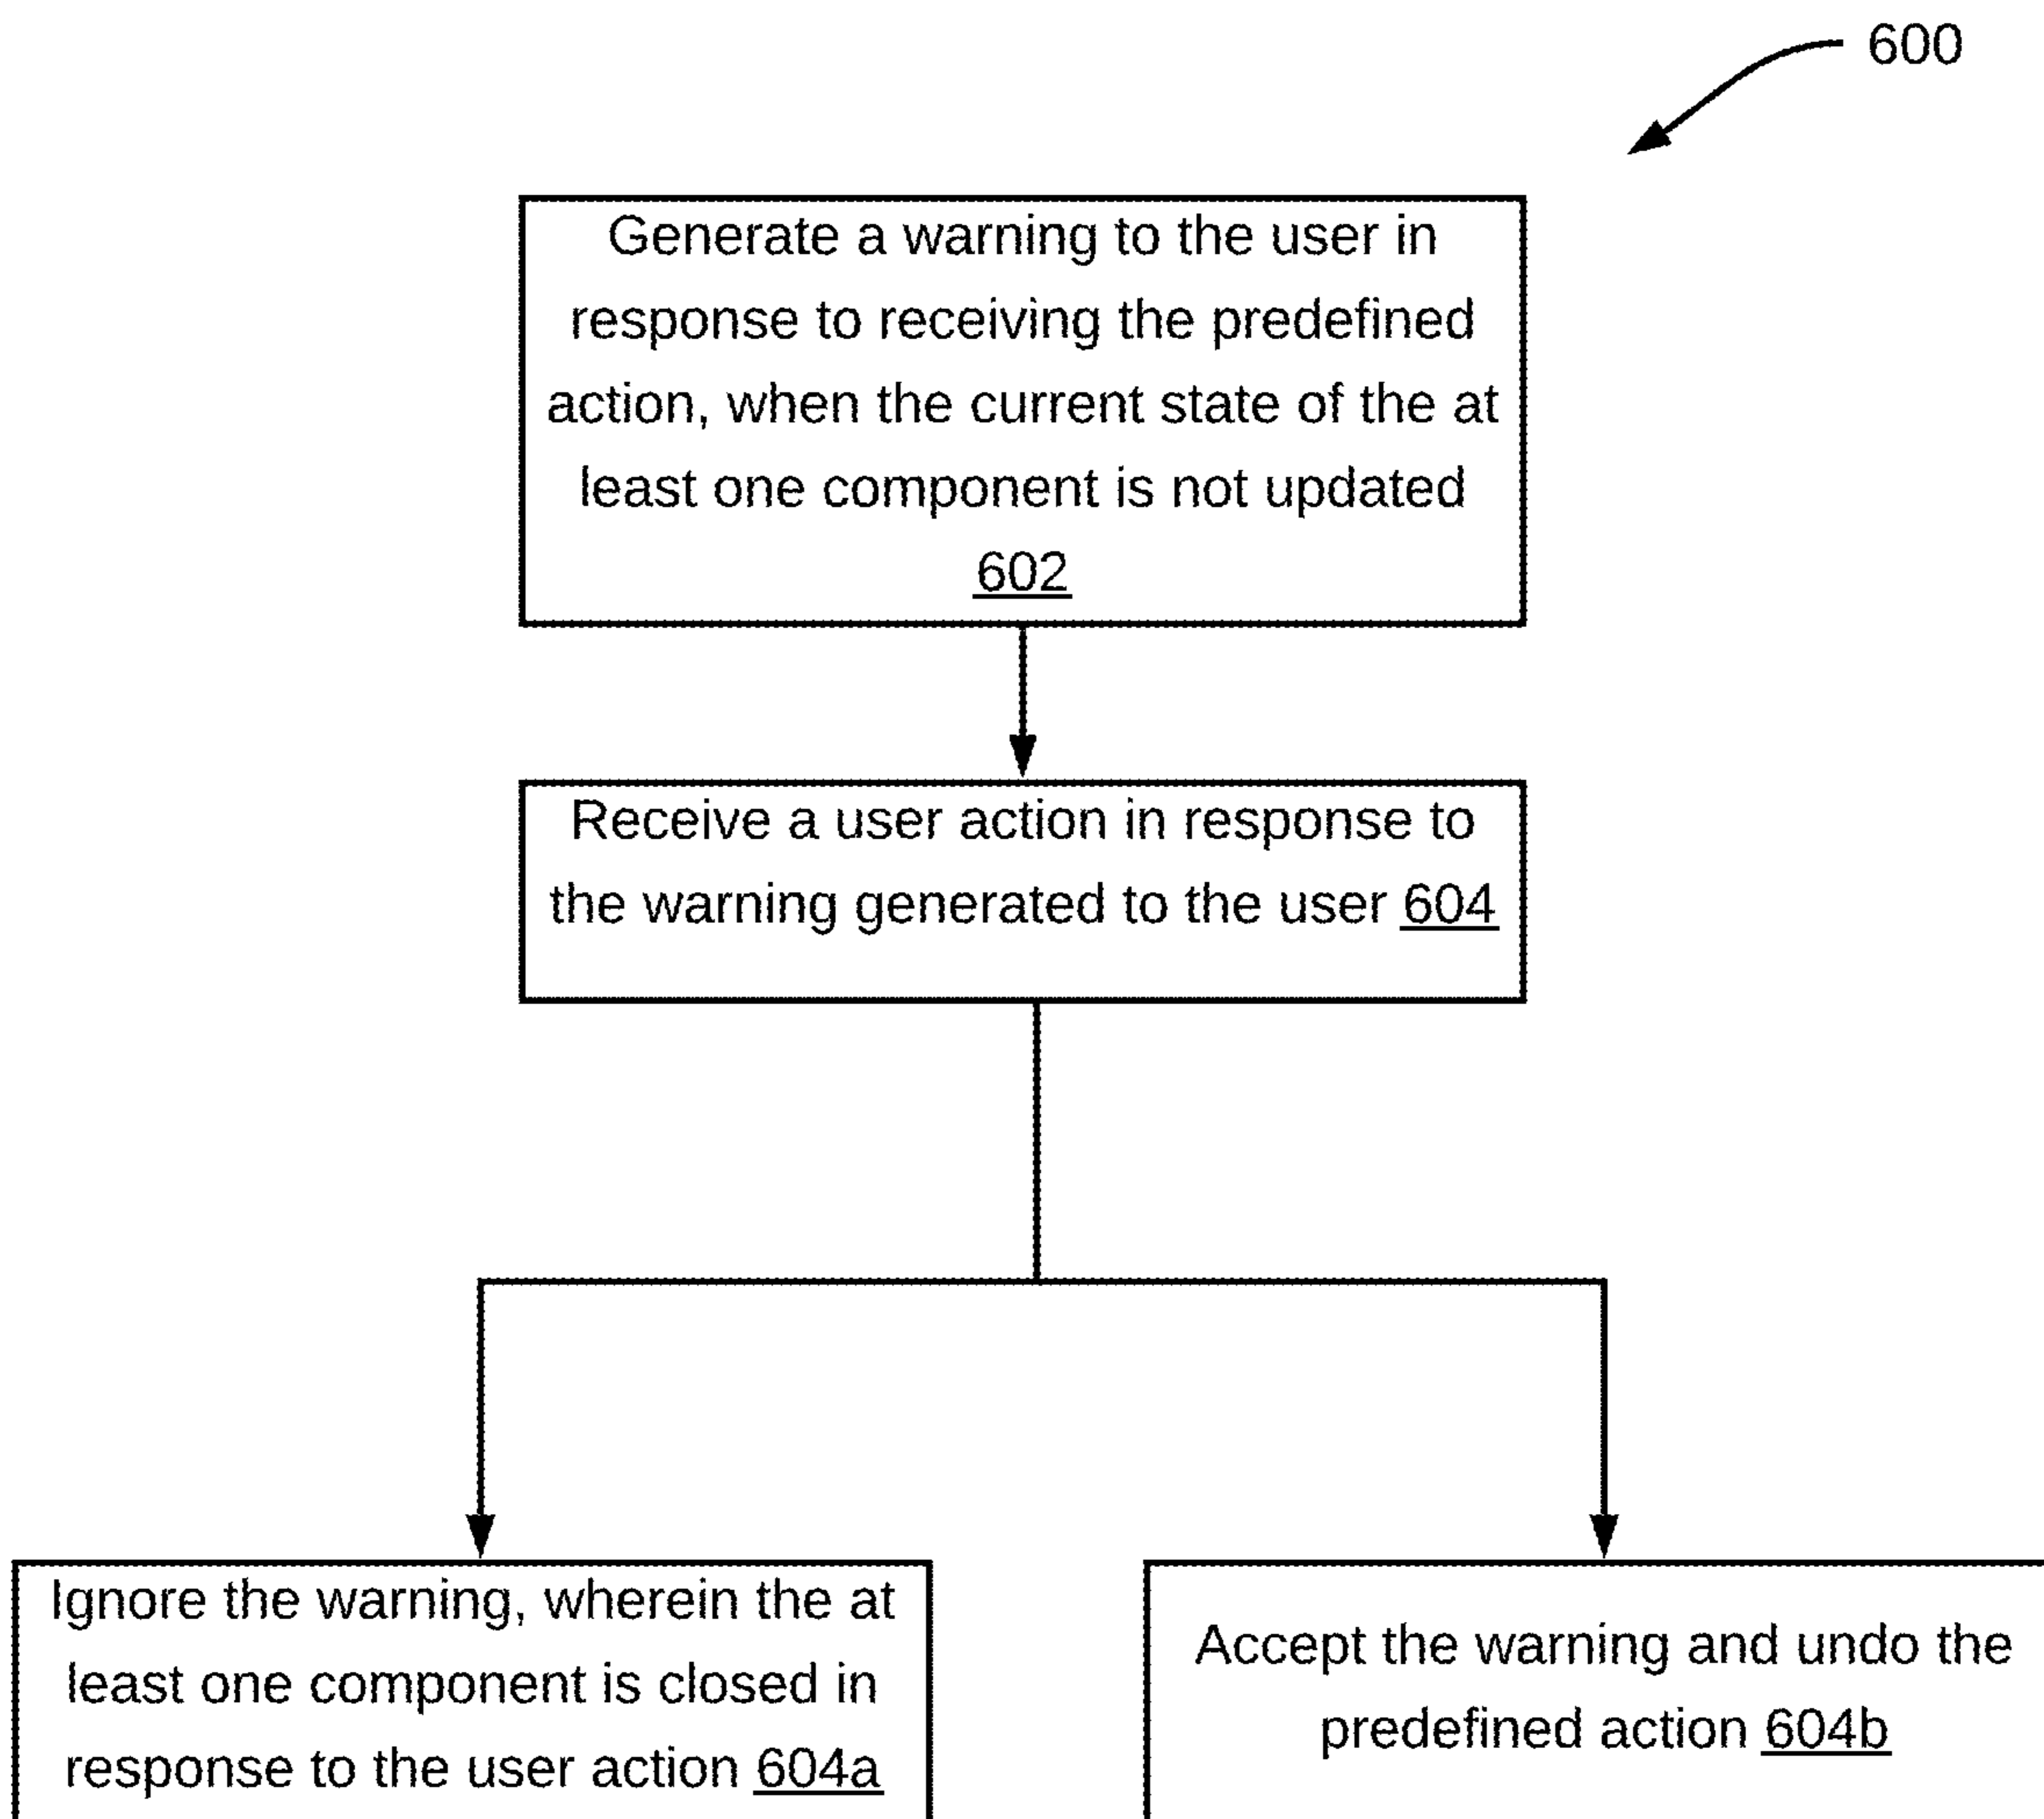 600
Generate a warning to the user in
response to receiving the predefined
action, when the current state of the at
least one component is not updated
602
Receive a user action in response to
the warning generated to the user 604
Ignore the warning, wherein the at
least one component is closed in
response to the user action 604a
Accept the warning and undo the
predefined action 604b